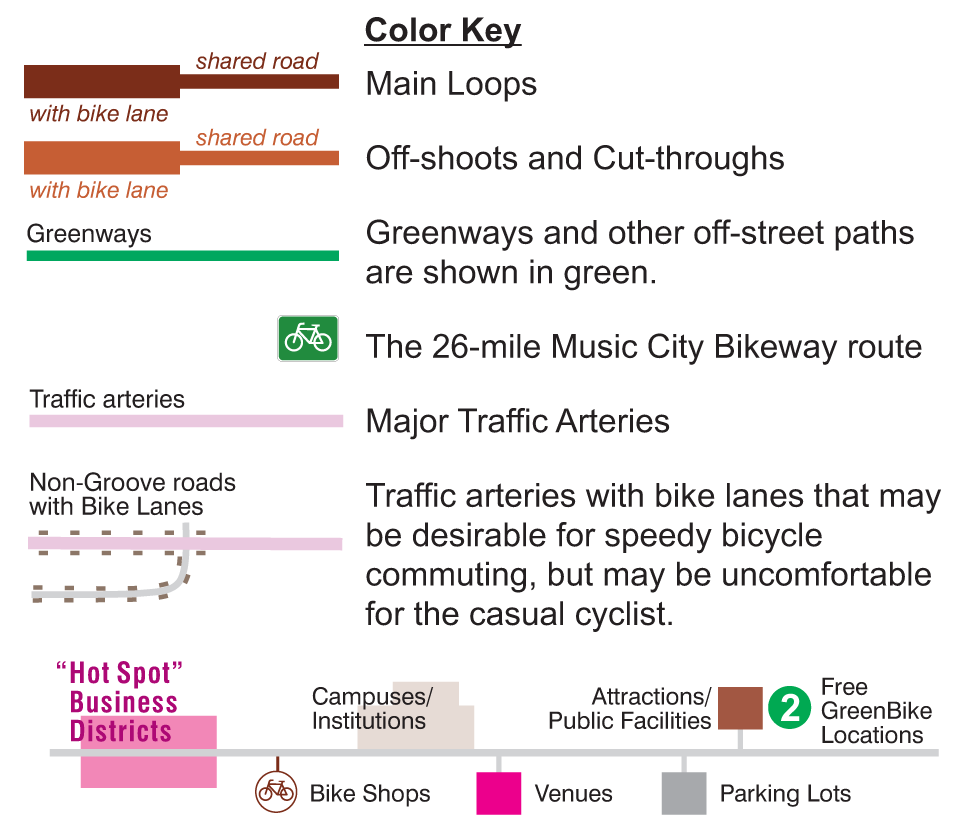 Color Key
shared road
Main Loops
with bike lane
shared road
Off-shoots and Cut-throughs
with bike lane
Greenways
Greenways and other off-street paths
are shown in green.
The 26-mile Music City Bikeway route
Traffic arteries
Major Traffic Arteries
Non-Groove roads
with Bike Lanes
Traffic arteries with bike lanes that may
be desirable for speedy bicycle
commuting, but may be uncomfortable
for the casual cyclist.
“Hot Spot”
Business
Districts
Campuses/
Institutions
Attractions/
Public Facilities
2
Free
GreenBike
Locations
Bike Shops
Venues
Parking Lots